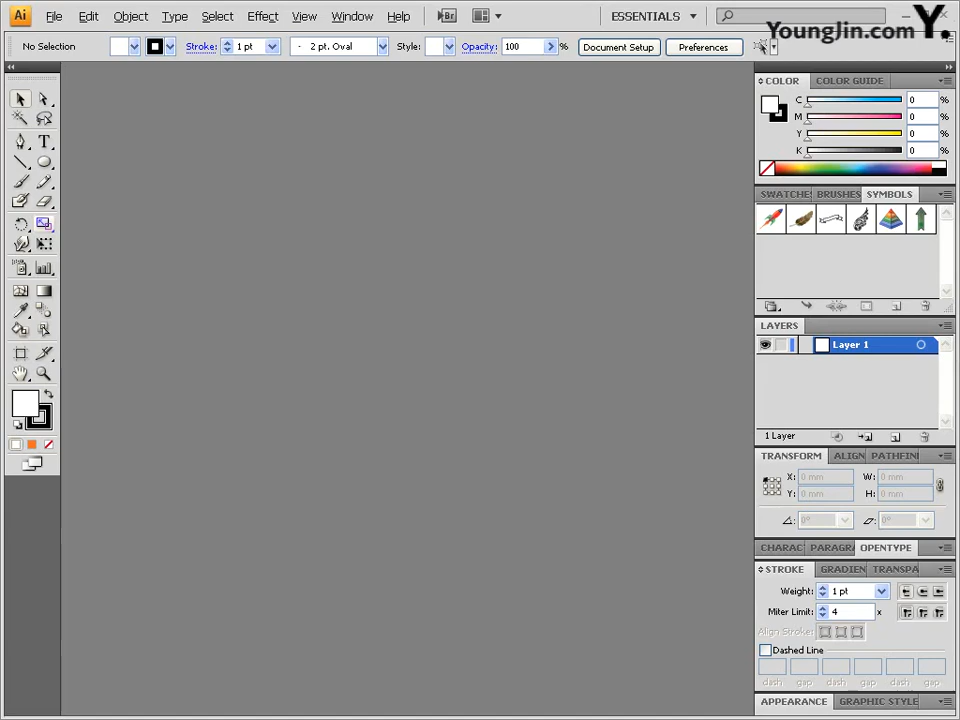 Ai File Edit Object Type Select Effect View Window Help Br ESSENTIALS
YoungJin.com Y.
No Selection Stroke: 1 pt 2 pt. Oval Style: Opacity: 100 % Document Setup Preferences
COLOR COLOR GUIDE
C 0 %
M 0 %
Y 0 %
K 0 %
SWATCHE BRUSHES SYMBOLS
LAYERS
Layer 1
1 Layer
TRANSFORM ALIGN PATHFIN
X: 0 mm W: 0 mm
Y: 0 mm H: 0 mm
0° 0°
CHARAC PARAGRA OPENTYPE
STROKE GRADIEN TRANSPA
Weight: 1 pt
Miter Limit: 4 x
Align Stroke:
Dashed Line
dash gap dash gap dash gap
APPEARANCE GRAPHIC STYLE